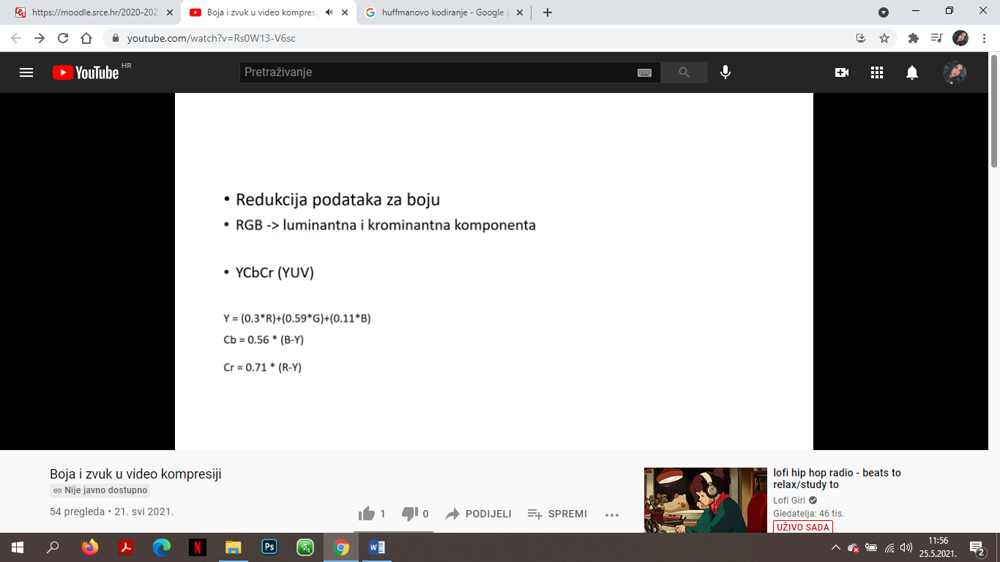 https://moodle.srce.hr/2020-202
Boja i zvuk u video kompresij
huffmanovo kodiranje - Google p
youtube.com/watch?v=Rs0W13-V6sc
YouTube HR
Pretraživanje
• Redukcija podataka za boju
• RGB -> luminantna i krominantna komponenta
• YCbCr (YUV)
Y = (0.3*R)+(0.59*G)+(0.11*B)
Cb = 0.56 * (B-Y)
Cr = 0.71 * (R-Y)
Boja i zvuk u video kompresiji
Nije javno dostupno
54 pregleda • 21. svi 2021.
1
0
PODIJELI
SPREMI
lofi hip hop radio - beats to
relax/study to
Lofi Girl
Gledatelja: 46 tis.
UŽIVO SADA
N
Ps
W
11:56
25.5.2021.
2